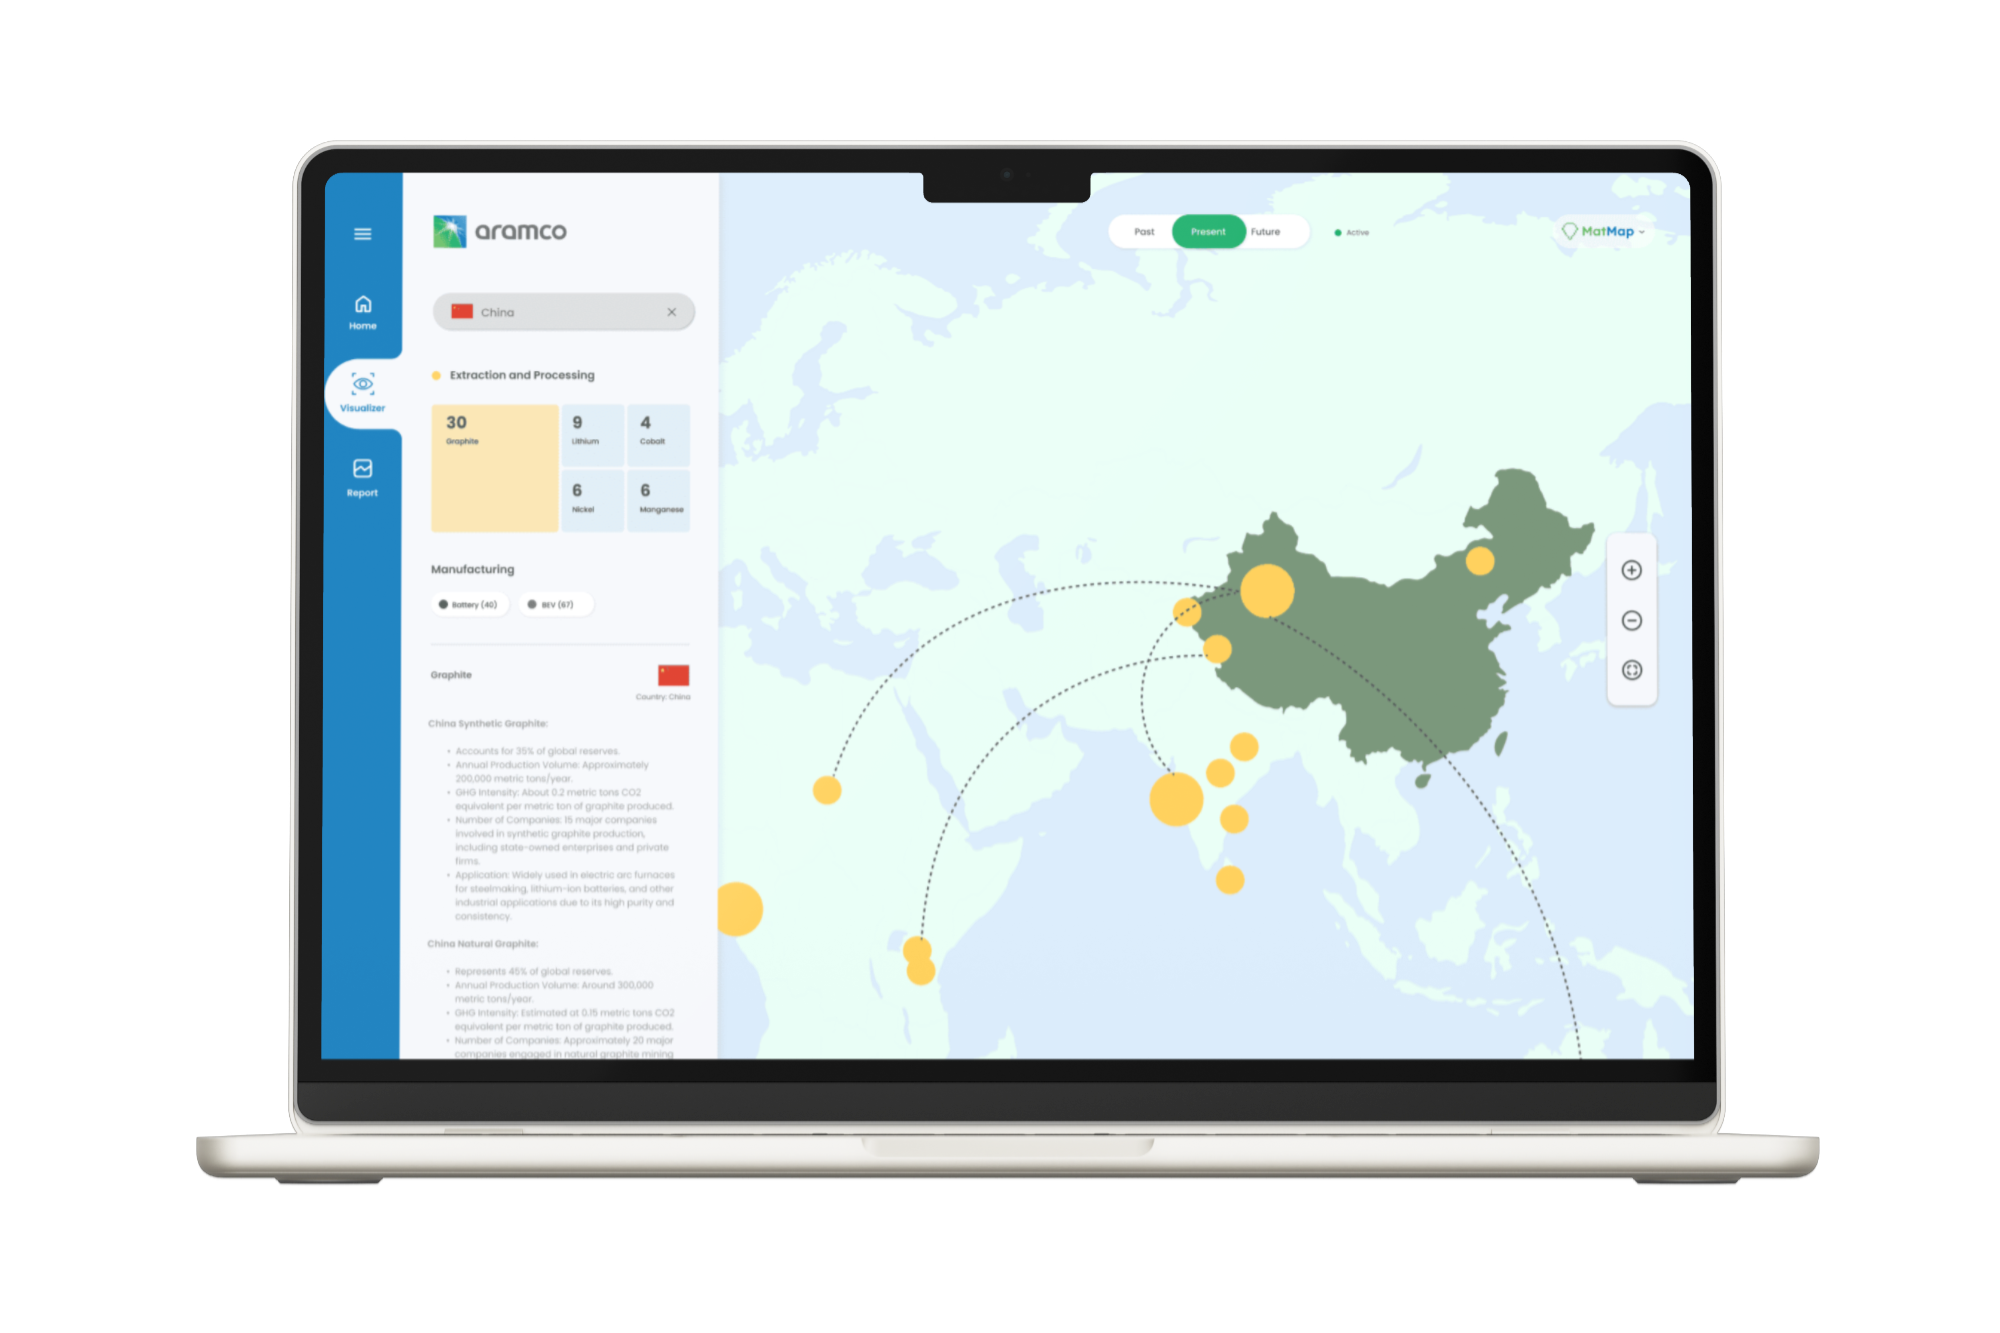 aramco
Past
Present
Future
Active
MatMap
China
Home
Visualizer
Report
Extraction and Processing
30
Graphite
9
Lithium
4
Cobalt
6
Nickel
6
Manganese
Manufacturing
Battery (40)
BEV (67)
Graphite
Country: China
China Synthetic Graphite:
• Accounts for 35% of global reserves.
• Annual Production Volume: Approximately
200,000 metric tons/year.
• GHG Intensity: About 0.2 metric tons CO2
equivalent per metric ton of graphite produced.
• Number of Companies: 15 major companies
involved in synthetic graphite production,
including state-owned enterprises and private
firms.
• Application: Widely used in electric arc furnaces
for steelmaking, lithium-ion batteries, and other
industrial applications due to its high purity and
consistency.
China Natural Graphite:
• Represents 45% of global reserves.
• Annual Production Volume: Around 300,000
metric tons/year.
• GHG Intensity: Estimated at 0.15 metric tons CO2
equivalent per metric ton of graphite produced.
• Number of Companies: Approximately 20 major
companies engaged in natural graphite mining